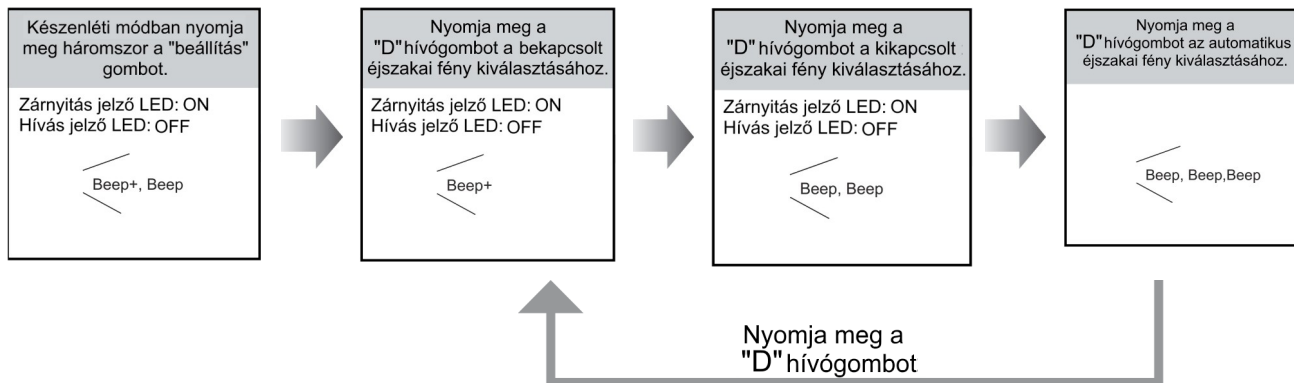 Készenléti módban nyomja
meg háromszor a "beállítás"
gombot.
Zárnyitás jelző LED: ON
Hívás jelző LED: OFF
Beep+, Beep
Nyomja meg a
"D" hívógombot a bekapcsolt
éjszakai fény kiválasztásához.
Zárnyitás jelző LED: ON
Hívás jelző LED: OFF
Beep+
Nyomja meg a
"D" hívógombot a kikapcsolt
éjszakai fény kiválasztásához.
Zárnyitás jelző LED: ON
Hívás jelző LED: OFF
Beep, Beep
Nyomja meg a
"D" hívógombot az automatikus
éjszakai fény kiválasztásához.
Beep, Beep,Beep
Nyomja meg a
"D" hívógombot